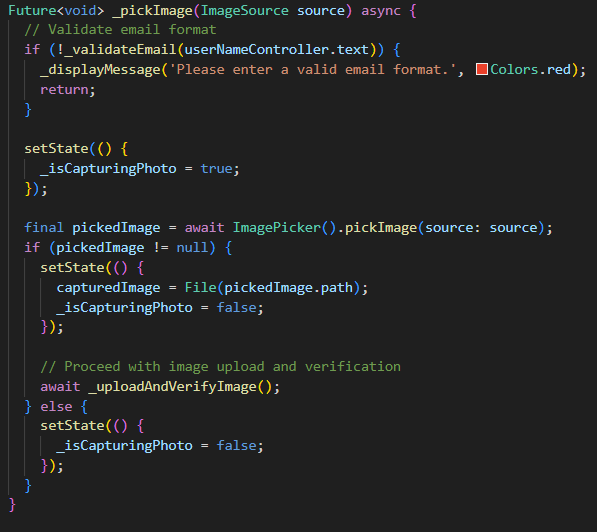 Future<void> _pickImage(ImageSource source) async {
  // Validate email format
  if (!_validateEmail(userNameController.text)) {
    _displayMessage('Please enter a valid email format.', Colors.red);
    return;
  }

  setState(() {
    _isCapturingPhoto = true;
  });

  final pickedImage = await ImagePicker().pickImage(source: source);
  if (pickedImage != null) {
    setState(() {
      capturedImage = File(pickedImage.path);
      _isCapturingPhoto = false;
    });

    // Proceed with image upload and verification
    await _uploadAndVerifyImage();
  } else {
    setState(() {
      _isCapturingPhoto = false;
    });
  }
}